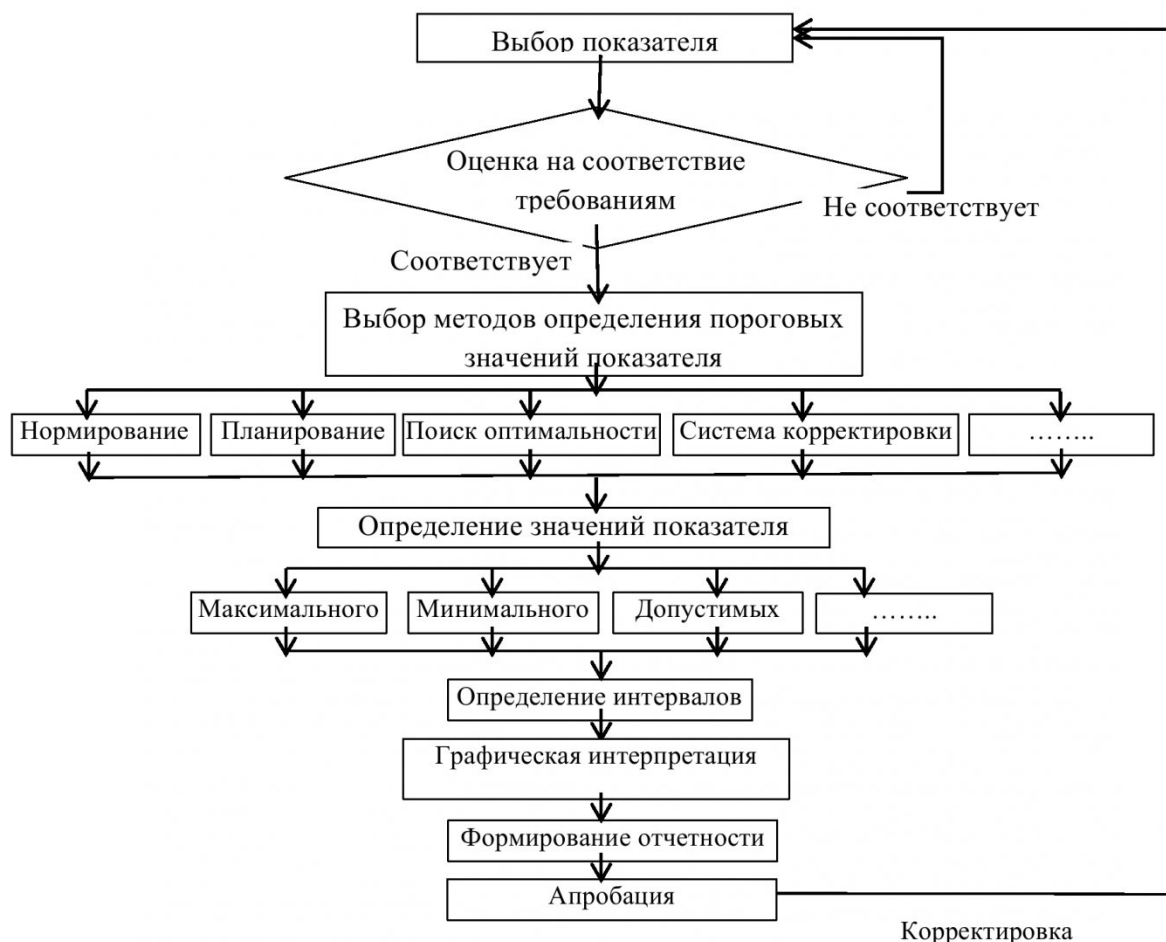 Выбор показателя
Оценка на соответствие
требованиям
Не соответствует
Соответствует
Выбор методов определения пороговых
значений показателя
Нормирование
Планирование
Поиск оптимальности
Система корректировки
……..
Определение значений показателя
Максимального
Минимального
Допустимых
……..
Определение интервалов
Графическая интерпретация
Формирование отчетности
Апробация
Корректировка